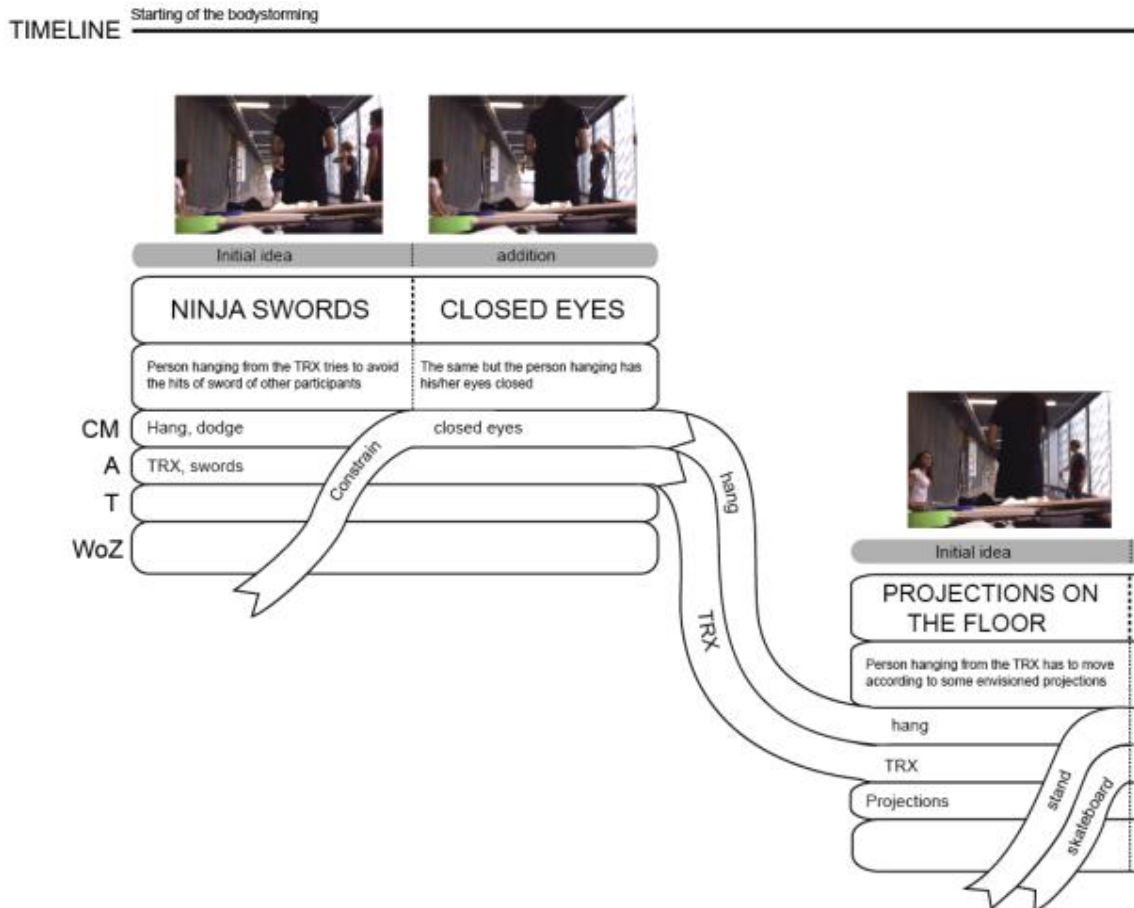 Starting of the bodystorming
TIMELINE
Initial idea
addition
NINJA SWORDS
CLOSED EYES
Person hanging from the TRX tries to avoid
the hits of sword of other participants
The same but the person hanging has
his/her eyes closed
CM
Hang, dodge
closed eyes
A
TRX, swords
T
WoZ
Constrain
hang
TRX
Initial idea
PROJECTIONS ON
THE FLOOR
Person hanging from the TRX has to move
according to some envisioned projections
hang
TRX
Projections
stand
skateboard